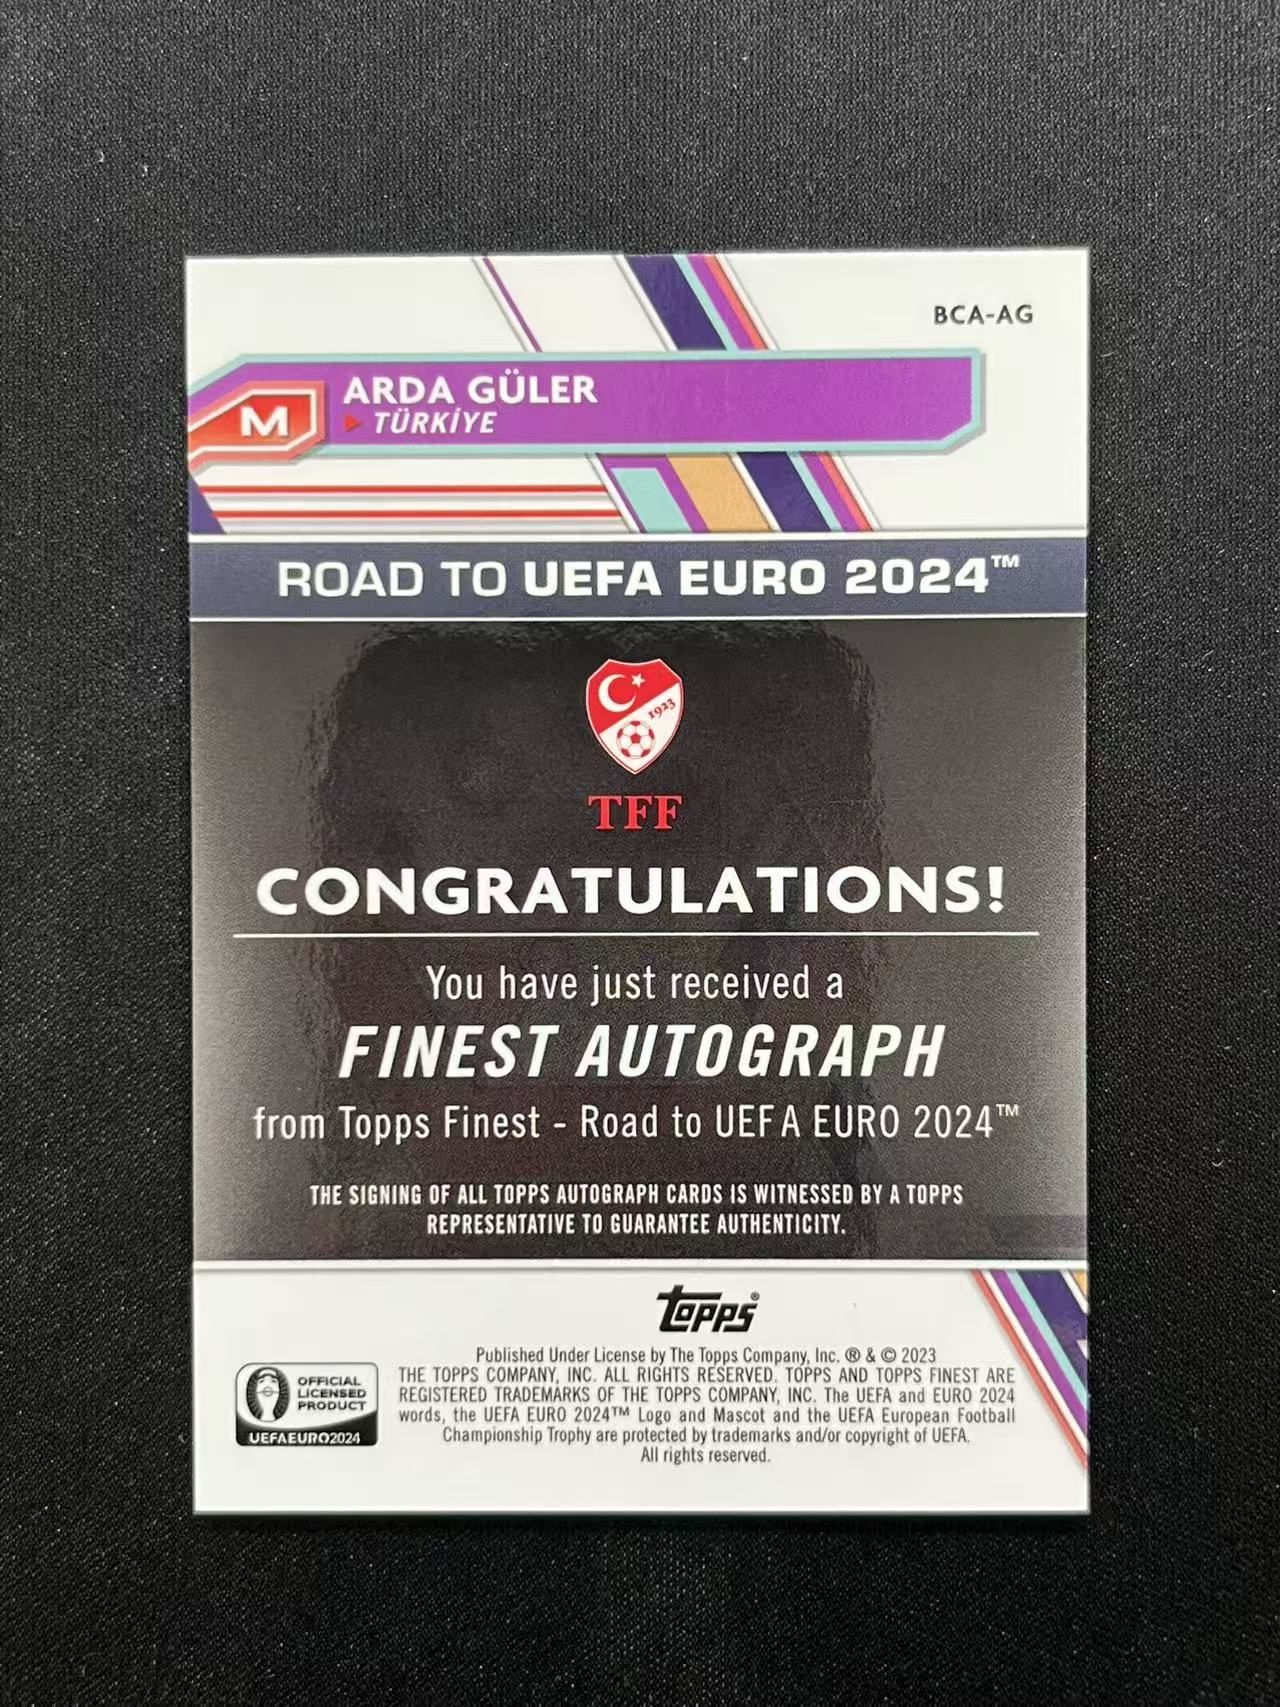 BCA-AG
M
ARDA GÜLER
TÜRKİYE
ROAD TO UEFA EURO 2024™
1923
TFF
CONGRATULATIONS!
You have just received a
FINEST AUTOGRAPH
from Topps Finest - Road to UEFA EURO 2024™
THE SIGNING OF ALL TOPPS AUTOGRAPH CARDS IS WITNESSED BY A TOPPS
REPRESENTATIVE TO GUARANTEE AUTHENTICITY.
topps®
Published Under License by The Topps Company, Inc. ® & © 2023
THE TOPPS COMPANY, INC. ALL RIGHTS RESERVED. TOPPS AND TOPPS FINEST ARE
REGISTERED TRADEMARKS OF THE TOPPS COMPANY, INC. The UEFA and EURO 2024
words, the UEFA EURO 2024™ Logo and Mascot and the UEFA European Football
Championship Trophy are protected by trademarks and/or copyright of UEFA.
All rights reserved.
OFFICIAL
LICENSED
PRODUCT
UEFAEURO2024